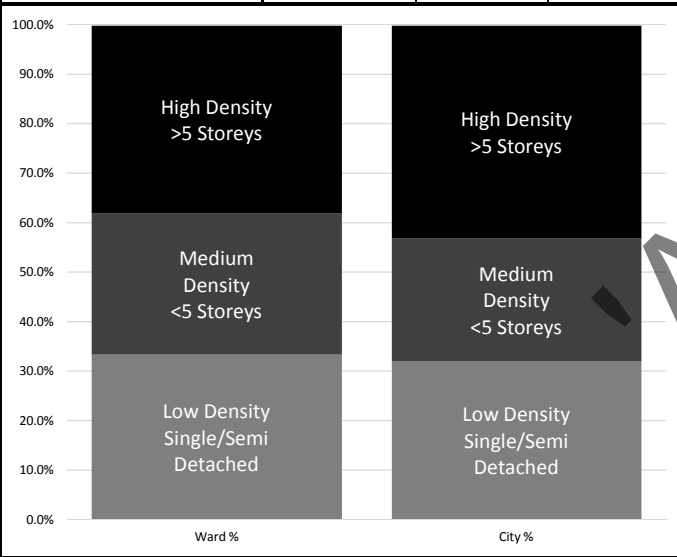 100.0%
90.0%
80.0%
70.0%
60.0%
50.0%
40.0%
30.0%
20.0%
10.0%
0.0%
High Density
>5 Storeys
Medium
Density
<5 Storeys
Low Density
Single/Semi
Detached
High Density
>5 Storeys
Medium
Density
<5 Storeys
Low Density
Single/Semi
Detached
Ward %
City %